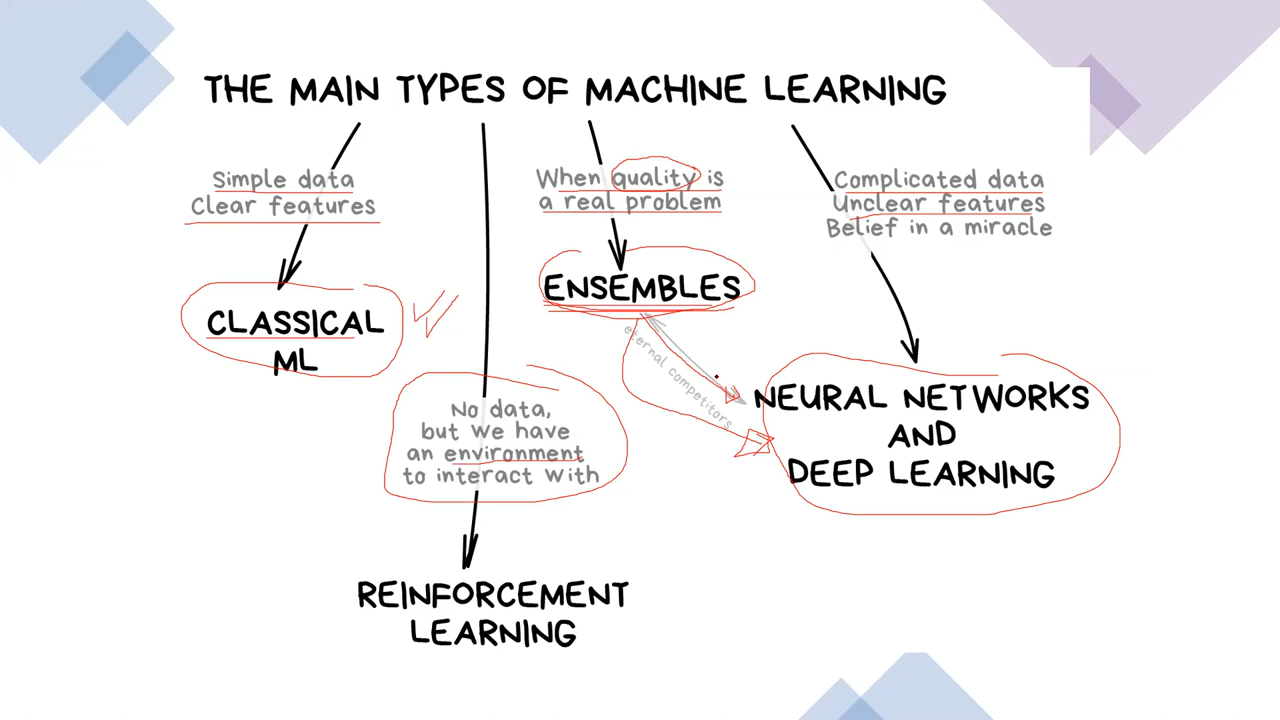 THE MAIN TYPES OF MACHINE LEARNING
Simple data
Clear features
CLASSICAL
ML
No data,
but we have
an environment
to interact with
REINFORCEMENT
LEARNING
When quality is
a real problem
ENSEMBLES
eternal competitors
Complicated data
Unclear features
Belief in a miracle
NEURAL NETWORKS
AND
DEEP LEARNING